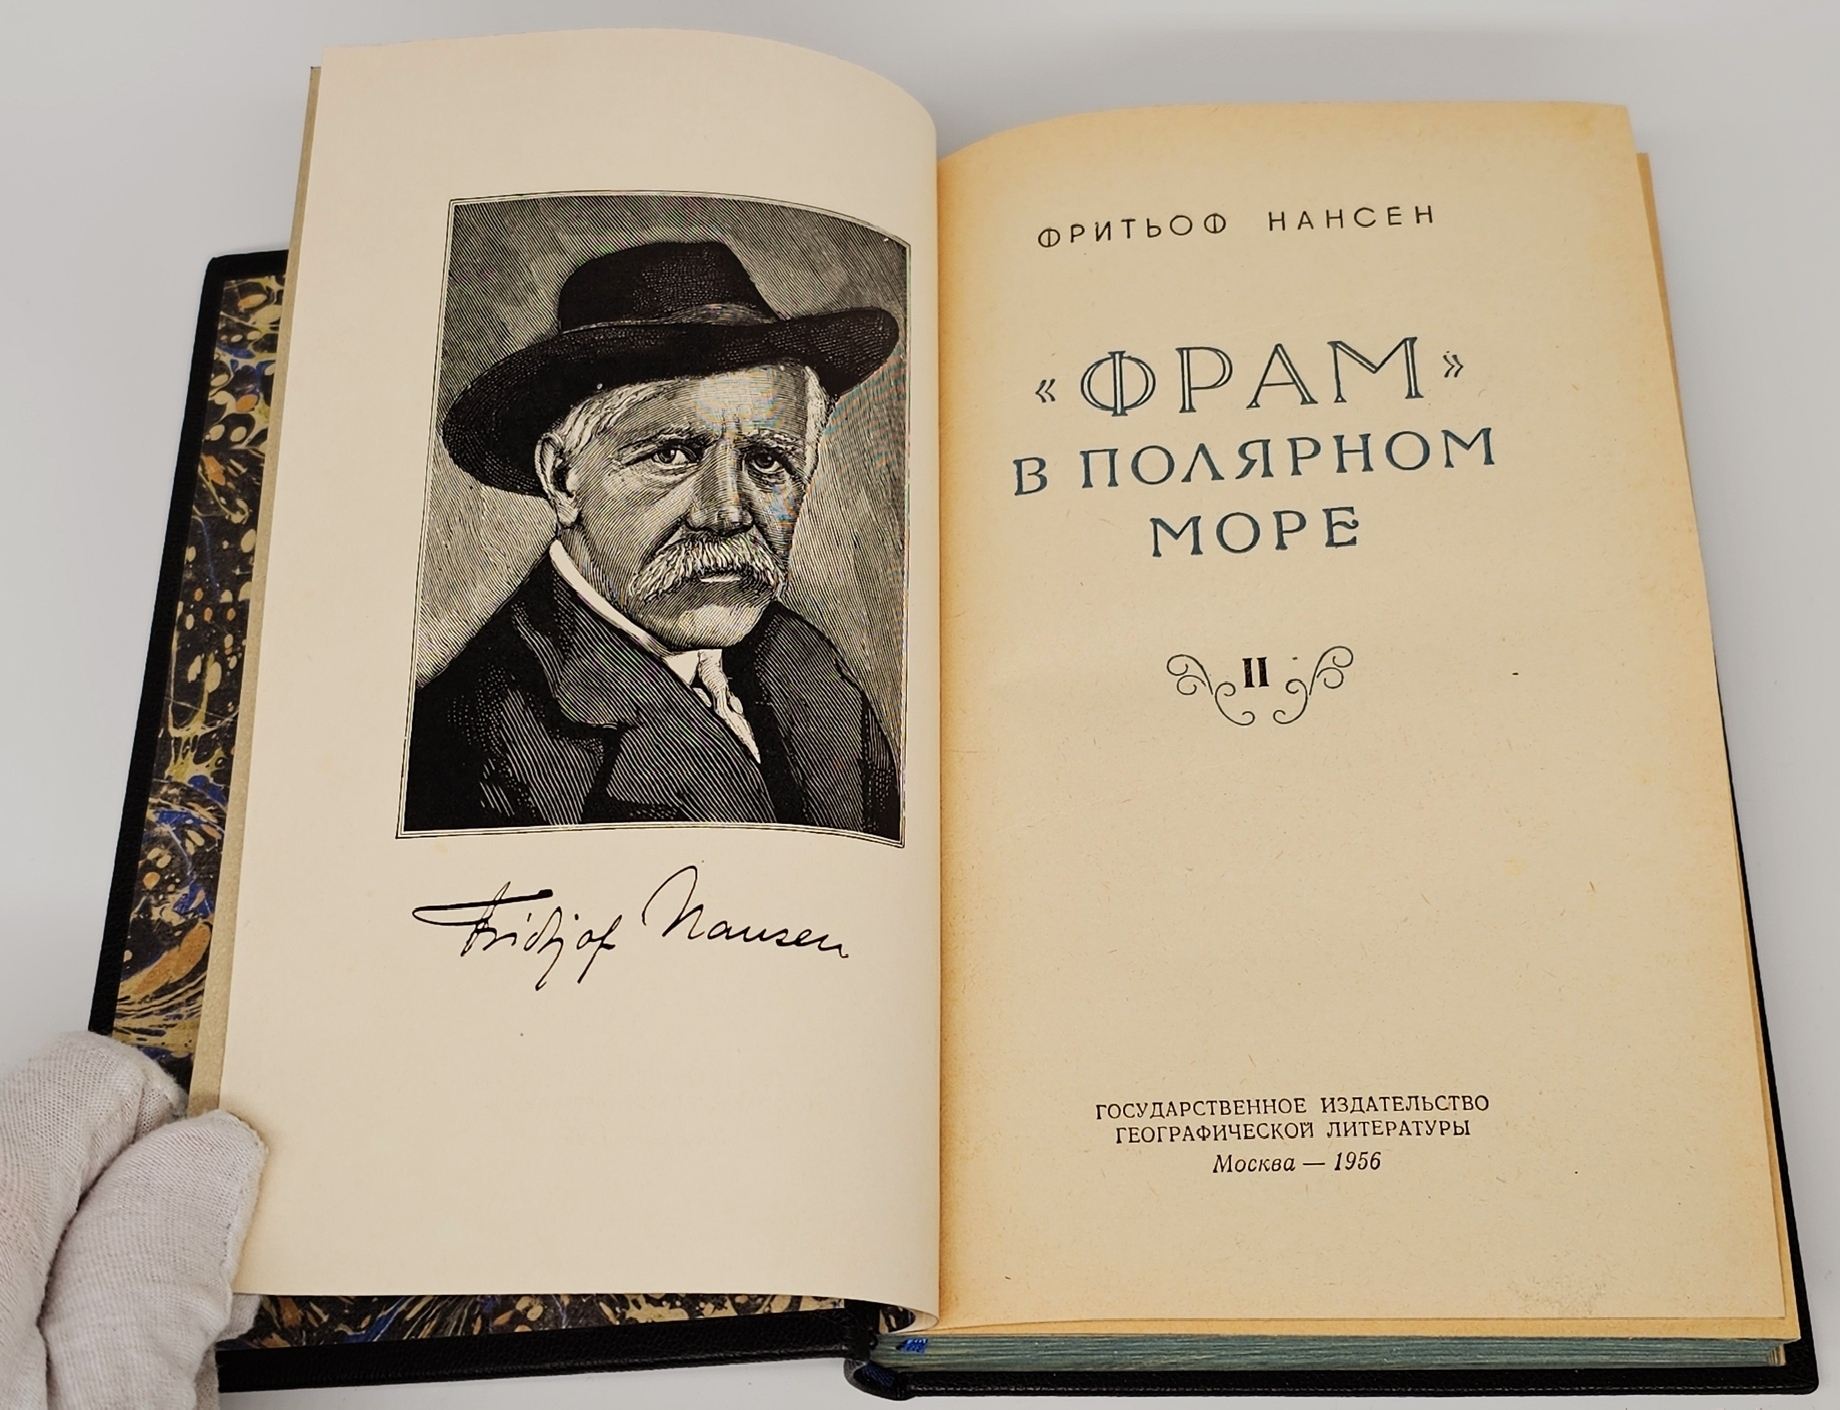 Fridtjof Nansen
ФРИТЬОФ НАНСЕН
«ФРАМ»
В ПОЛЯРНОМ
МОРЕ
II
ГОСУДАРСТВЕННОЕ ИЗДАТЕЛЬСТВО
ГЕОГРАФИЧЕСКОЙ ЛИТЕРАТУРЫ
Москва — 1956